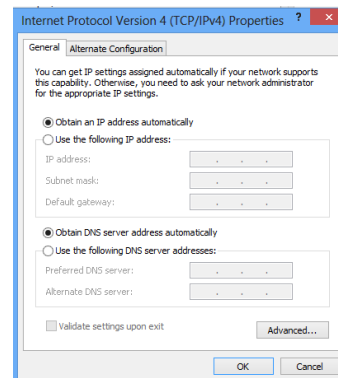 Internet Protocol Version 4 (TCP/IPv4) Properties ? ×
General Alternate Configuration
You can get IP settings assigned automatically if your network supports
this capability. Otherwise, you need to ask your network administrator
for the appropriate IP settings.
Obtain an IP address automatically
Use the following IP address:
IP address:
Subnet mask:
Default gateway:
Obtain DNS server address automatically
Use the following DNS server addresses:
Preferred DNS server:
Alternate DNS server:
Validate settings upon exit
Advanced...
OK Cancel